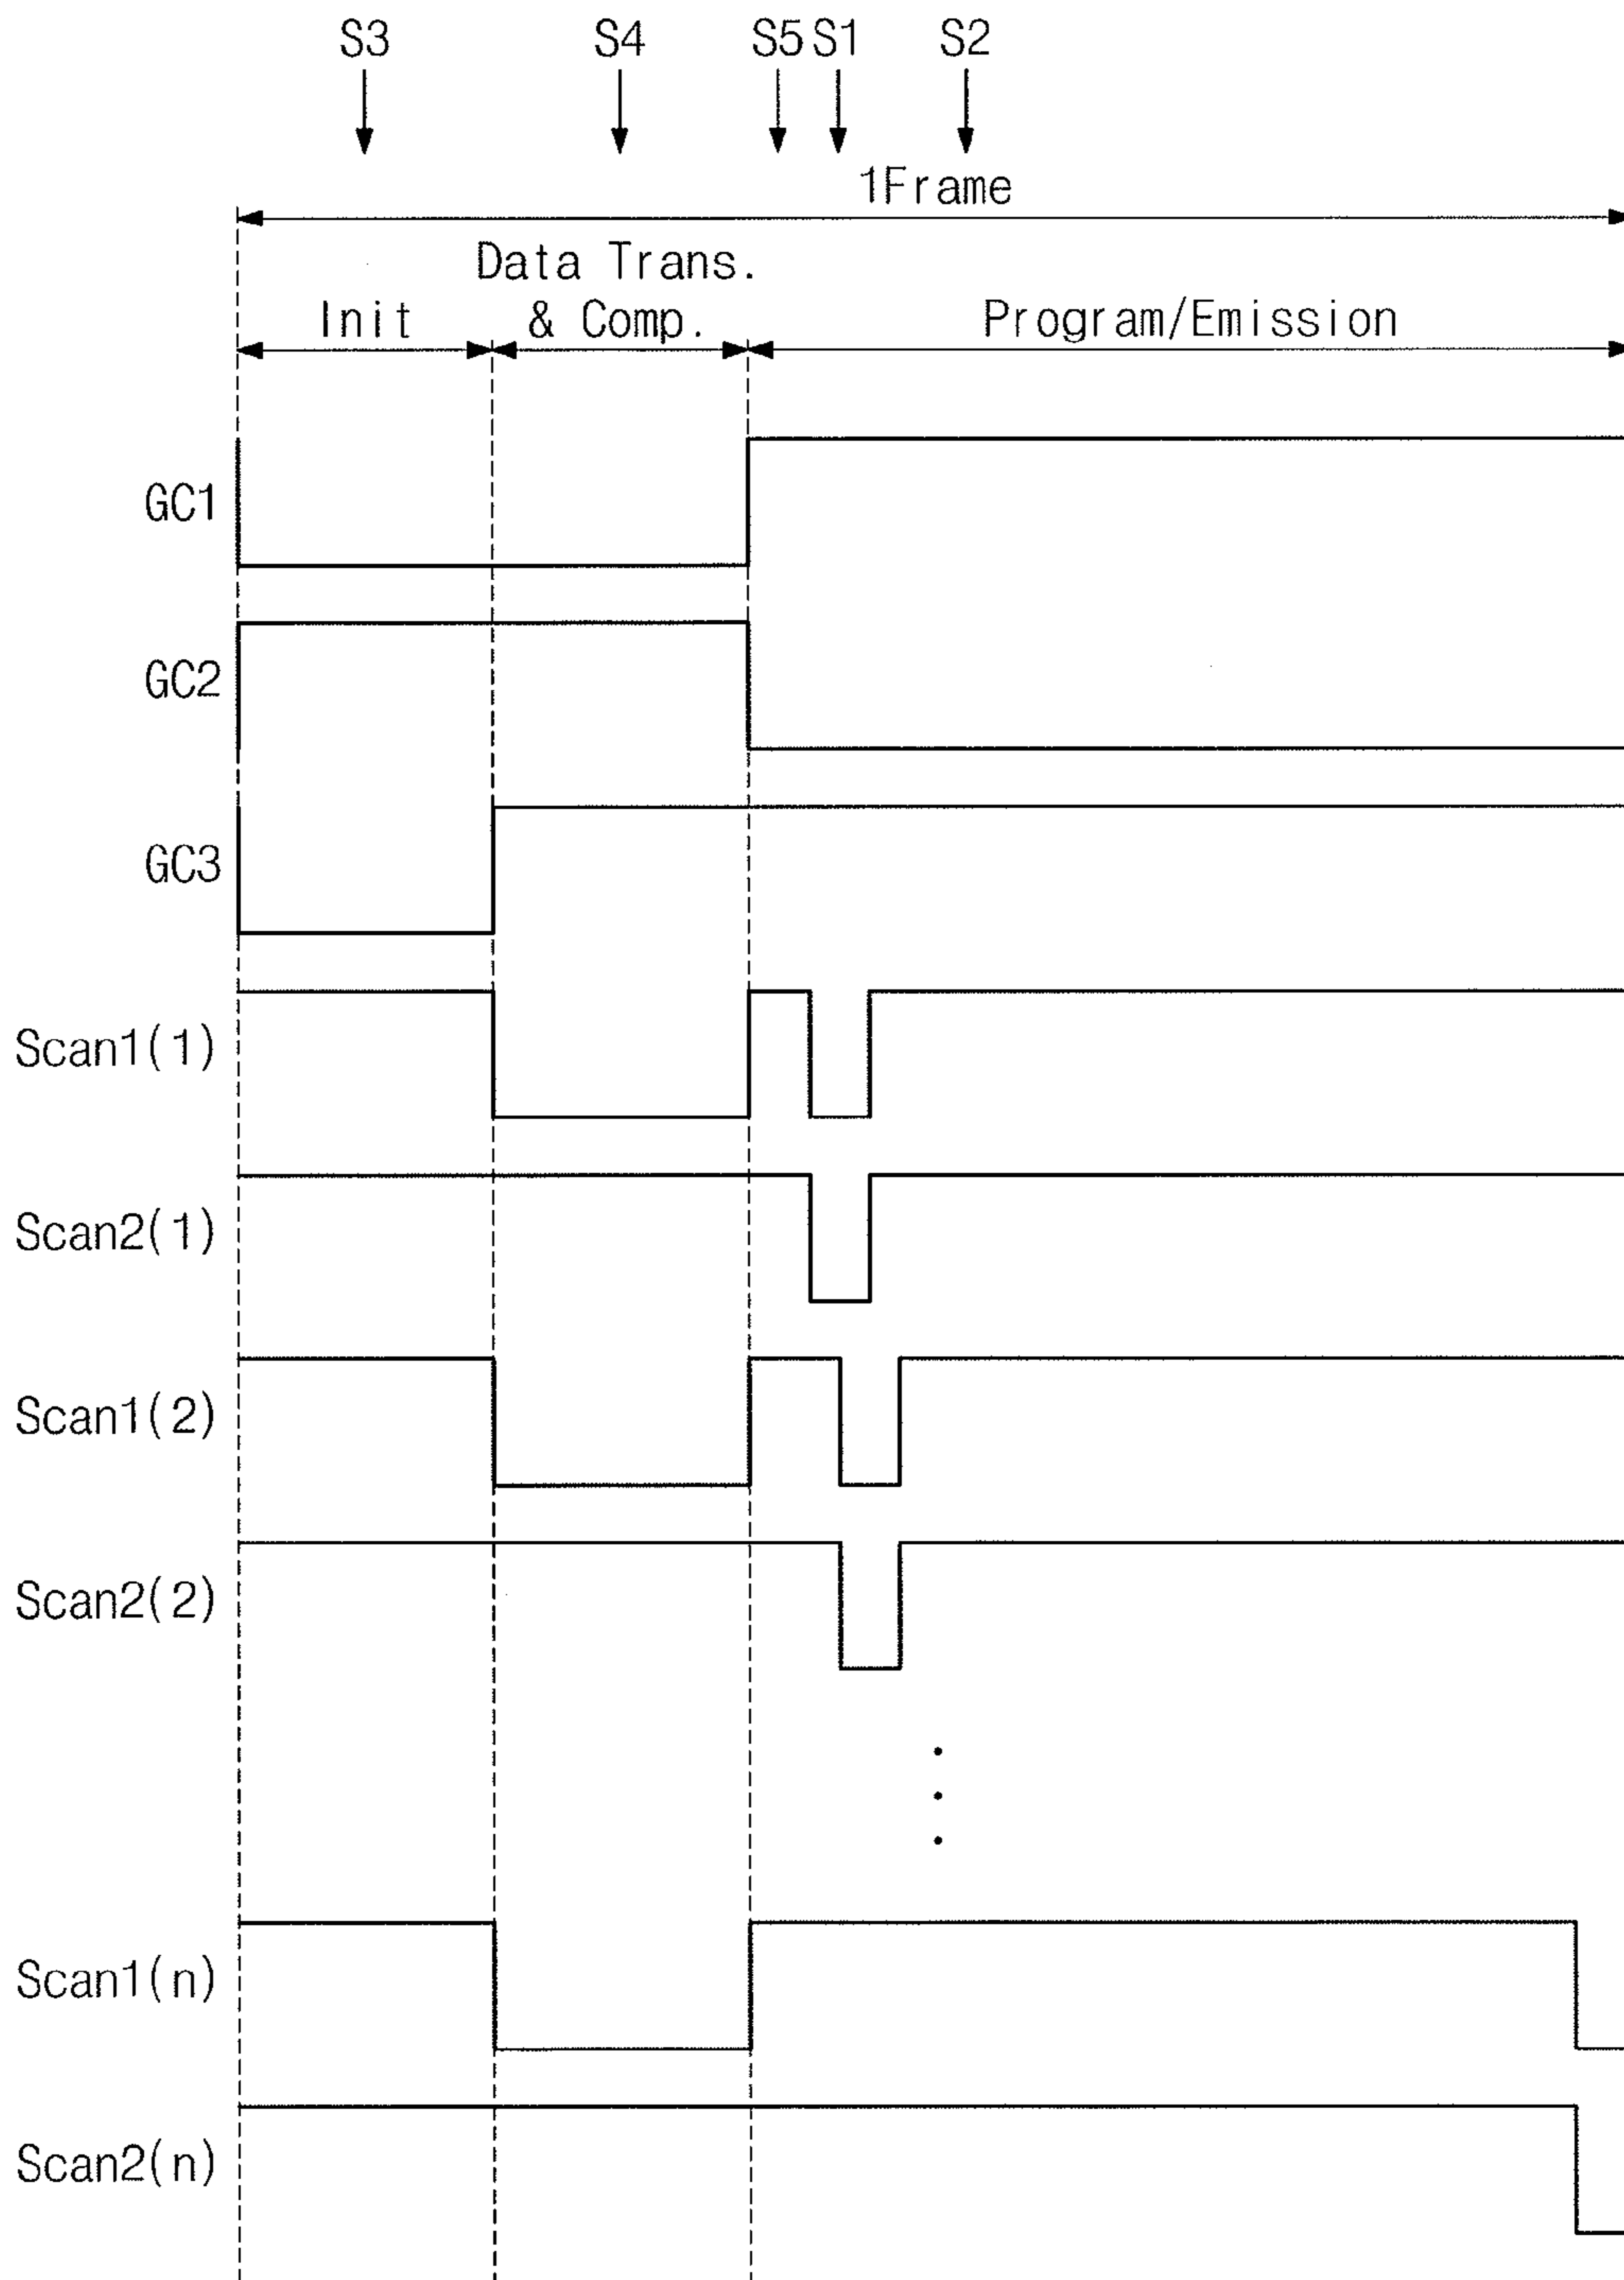 S3 S4 S5 S1 S2
1Frame
Data Trans.
Init & Comp. Program/Emission
GC1
GC2
GC3
Scan1(1)
Scan2(1)
Scan1(2)
Scan2(2)
Scan1(n)
Scan2(n)